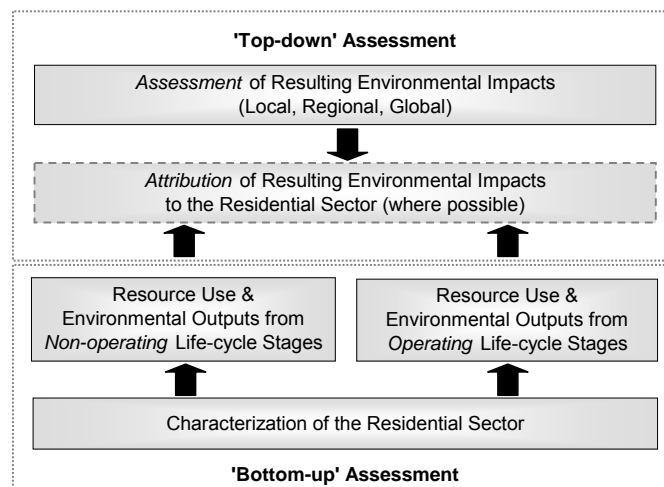 'Top-down' Assessment
Assessment of Resulting Environmental Impacts
(Local, Regional, Global)
Attribution of Resulting Environmental Impacts
to the Residential Sector (where possible)
Resource Use &
Environmental Outputs from
Non-operating Life-cycle Stages
Resource Use &
Environmental Outputs from
Operating Life-cycle Stages
Characterization of the Residential Sector
'Bottom-up' Assessment